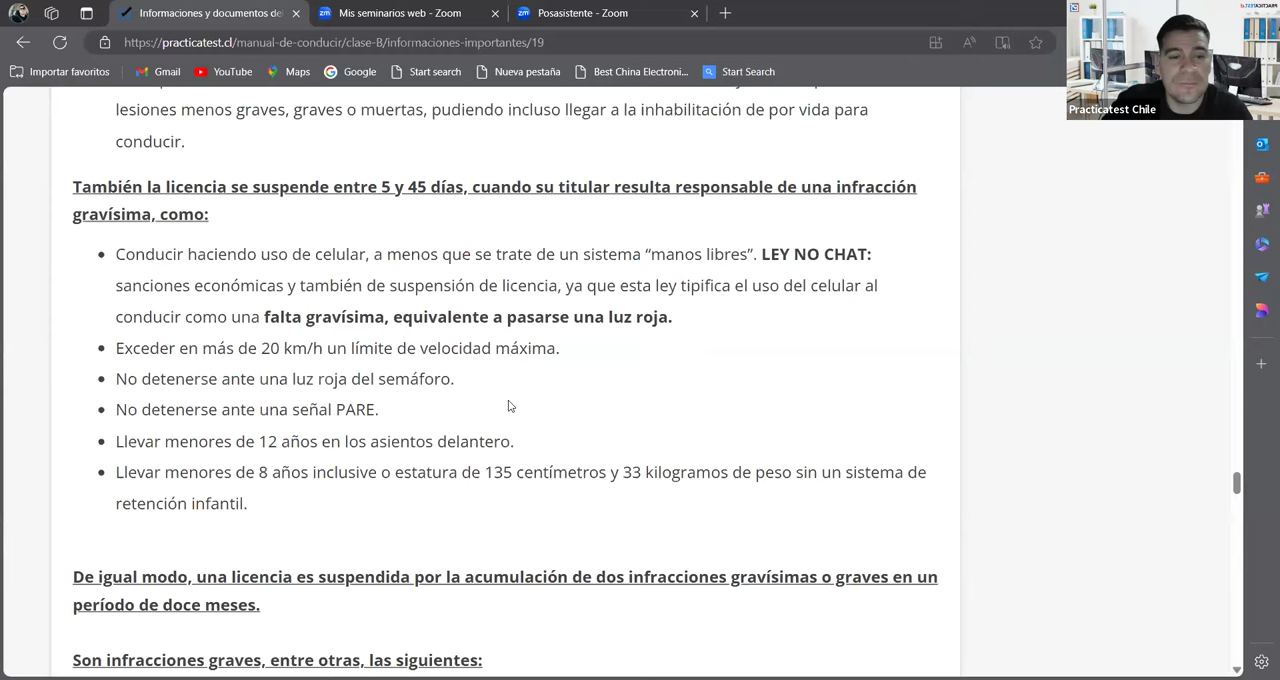 Informaciones y documentos de
Mis seminarios web - Zoom
Posasistente - Zoom
https://practicatest.cl/manual-de-conducir/clase-B/informaciones-importantes/19
Importar favoritos
Gmail
YouTube
Maps
Google
Start search
Nueva pestaña
Best China Electroni...
Start Search
Practicatest Chile
lesiones menos graves, graves o muertas, pudiendo incluso llegar a la inhabilitación de por vida para
conducir.
También la licencia se suspende entre 5 y 45 días, cuando su titular resulta responsable de una infracción
gravísima, como:
Conducir haciendo uso de celular, a menos que se trate de un sistema “manos libres”. LEY NO CHAT:
sanciones económicas y también de suspensión de licencia, ya que esta ley tipifica el uso del celular al
conducir como una falta gravísima, equivalente a pasarse una luz roja.
Exceder en más de 20 km/h un límite de velocidad máxima.
No detenerse ante una luz roja del semáforo.
No detenerse ante una señal PARE.
Llevar menores de 12 años en los asientos delantero.
Llevar menores de 8 años inclusive o estatura de 135 centímetros y 33 kilogramos de peso sin un sistema de
retención infantil.
De igual modo, una licencia es suspendida por la acumulación de dos infracciones gravísimas o graves en un
período de doce meses.
Son infracciones graves, entre otras, las siguientes: